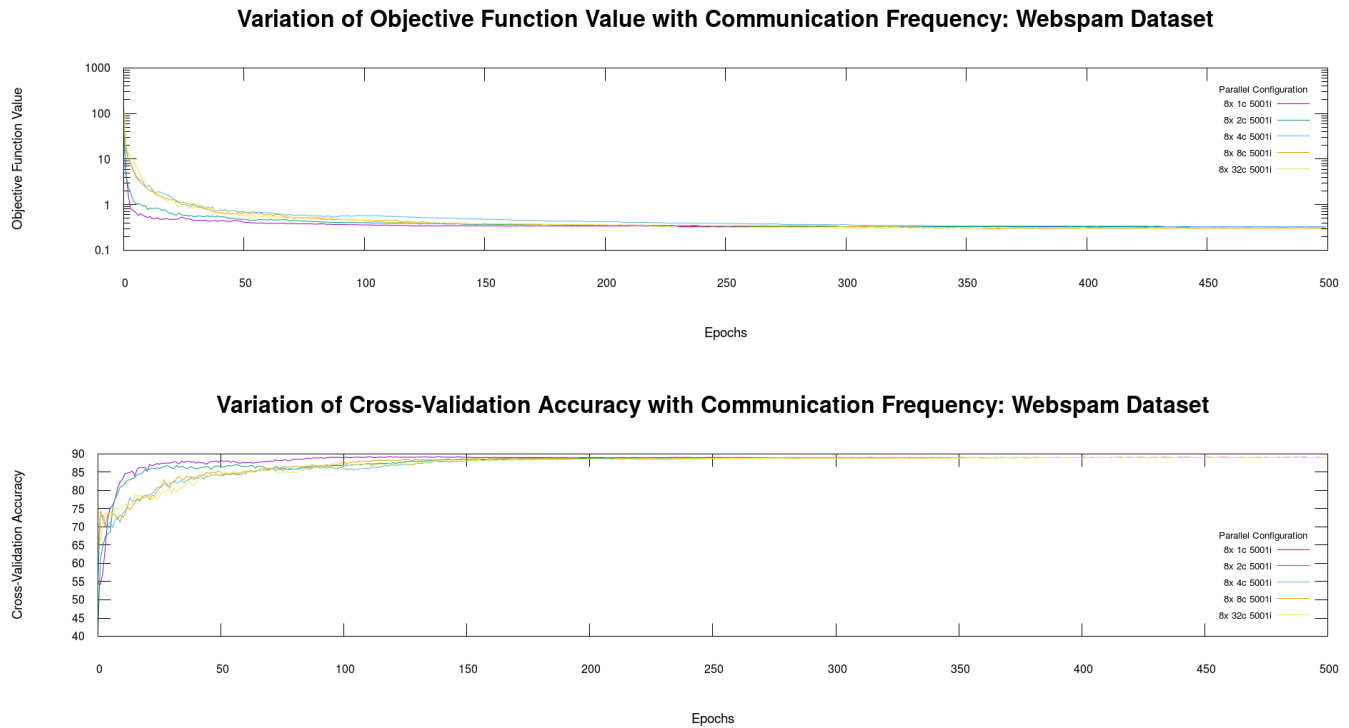 Variation of Objective Function Value with Communication Frequency: Webspam Dataset
Objective Function Value
1000
100
10
1
0.1
Parallel Configuration
8x 1c 5001i
8x 2c 5001i
8x 4c 5001i
8x 8c 5001i
8x 32c 5001i
0 50 100 150 200 250 300 350 400 450 500
Epochs
Variation of Cross-Validation Accuracy with Communication Frequency: Webspam Dataset
Cross-Validation Accuracy
90
85
80
75
70
65
60
55
50
45
40
Parallel Configuration
8x 1c 5001i
8x 2c 5001i
8x 4c 5001i
8x 8c 5001i
8x 32c 5001i
0 50 100 150 200 250 300 350 400 450 500
Epochs